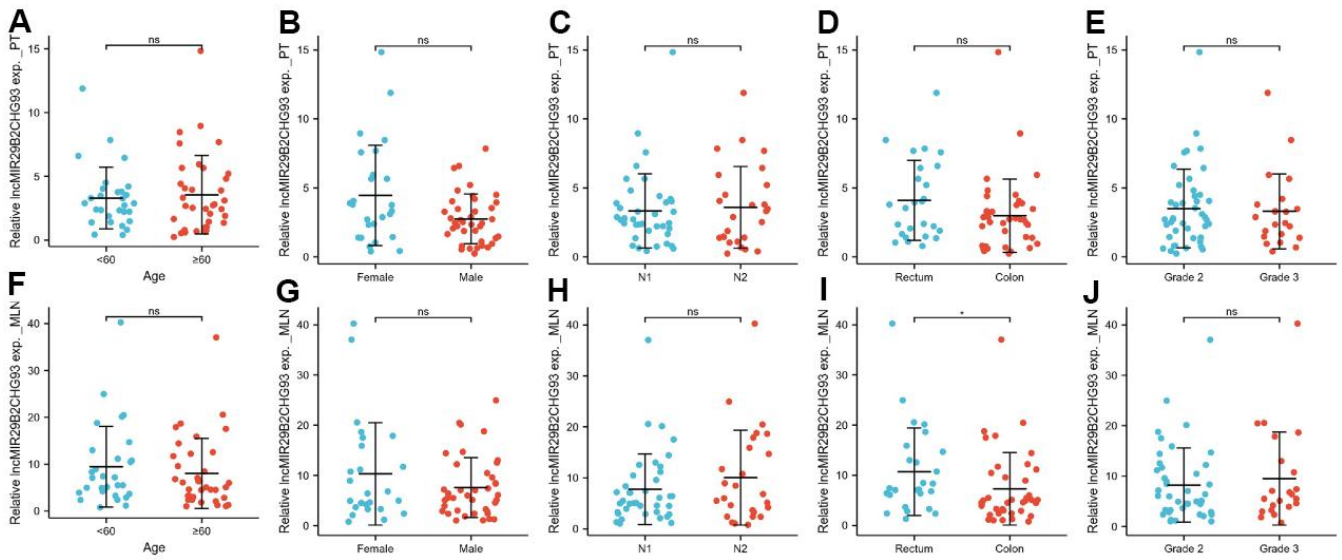 A
Relative lncMIR29B2CHG93 exp. _PT
15
10
5
0
ns
<60
≥60
Age
B
Relative lncMIR29B2CHG93 exp. _PT
15
10
5
0
ns
Female
Male
C
Relative lncMIR29B2CHG93 exp. _PT
15
10
5
0
ns
N1
N2
D
Relative lncMIR29B2CHG93 exp. _PT
15
10
5
0
ns
Rectum
Colon
E
Relative lncMIR29B2CHG93 exp. _PT
15
10
5
0
ns
Grade 2
Grade 3
F
Relative lncMIR29B2CHG93 exp. _MLN
40
30
20
10
0
ns
<60
≥60
Age
G
Relative lncMIR29B2CHG93 exp. _MLN
40
30
20
10
0
ns
Female
Male
H
Relative lncMIR29B2CHG93 exp. _MLN
40
30
20
10
0
ns
N1
N2
I
Relative lncMIR29B2CHG93 exp. _MLN
40
30
20
10
0
*
Rectum
Colon
J
Relative lncMIR29B2CHG93 exp. _MLN
40
30
20
10
0
ns
Grade 2
Grade 3